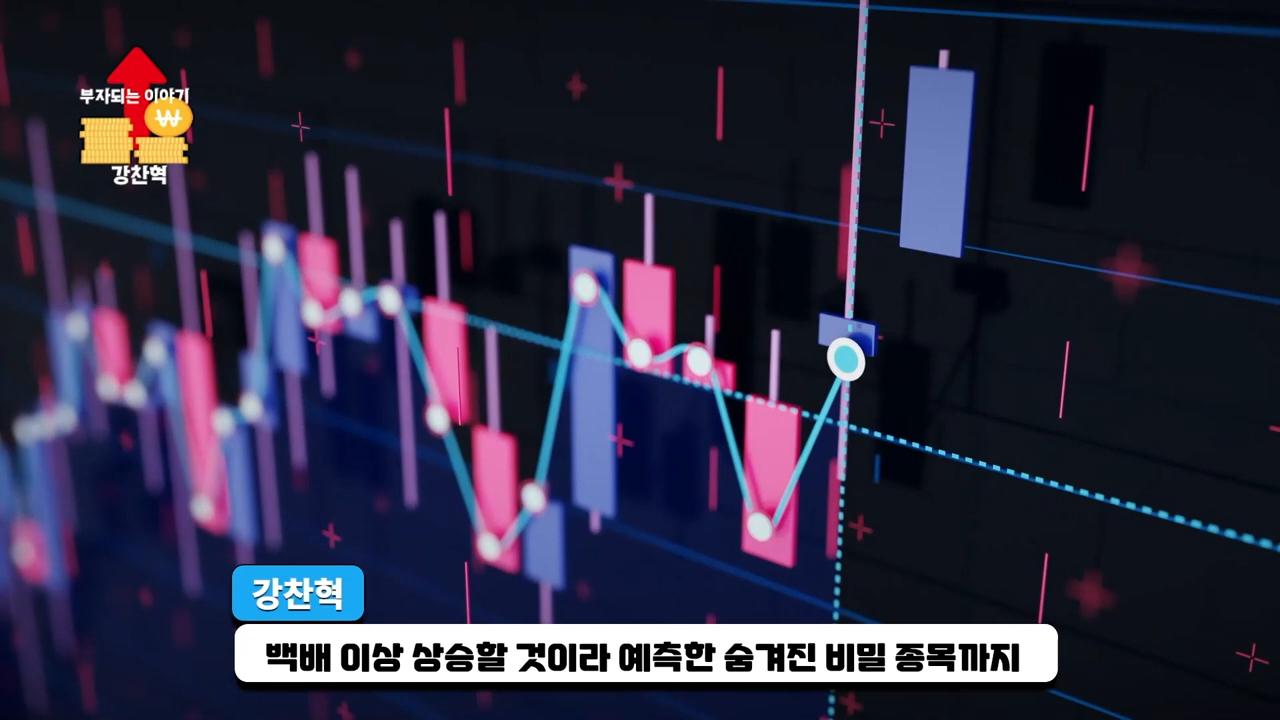 부자되는 이야기
₩
강찬혁
강찬혁
백배 이상 상승할 것이라 예측한 숨겨진 비밀 종목까지